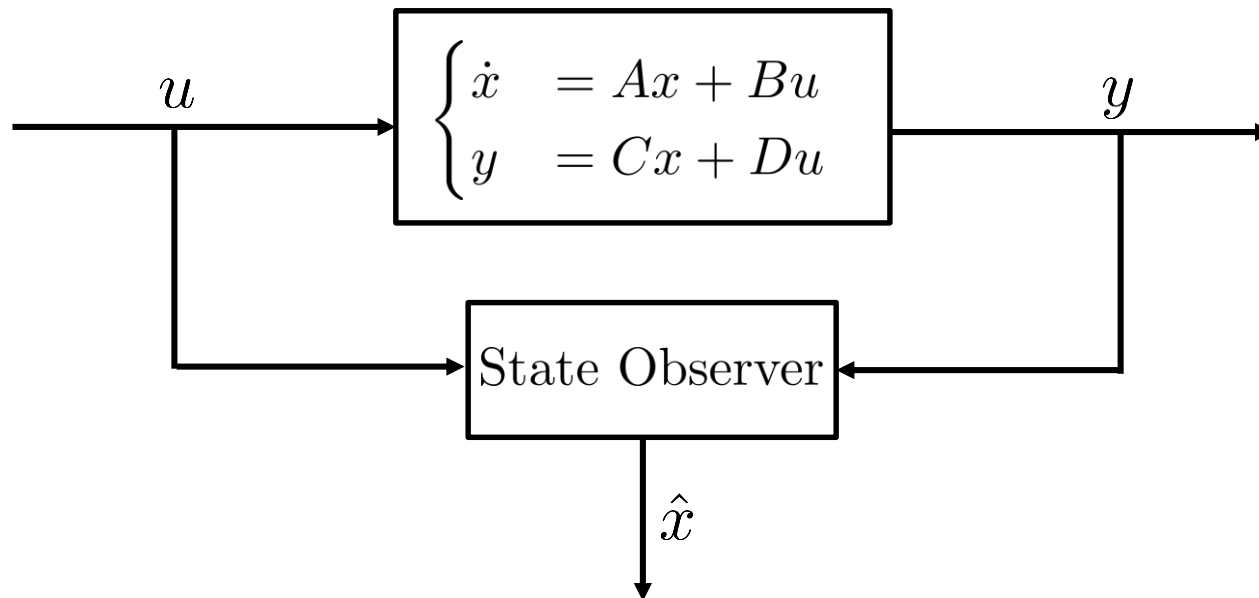 u
ẋ = Ax + Bu
y = Cx + Du
y
State Observer
x̂